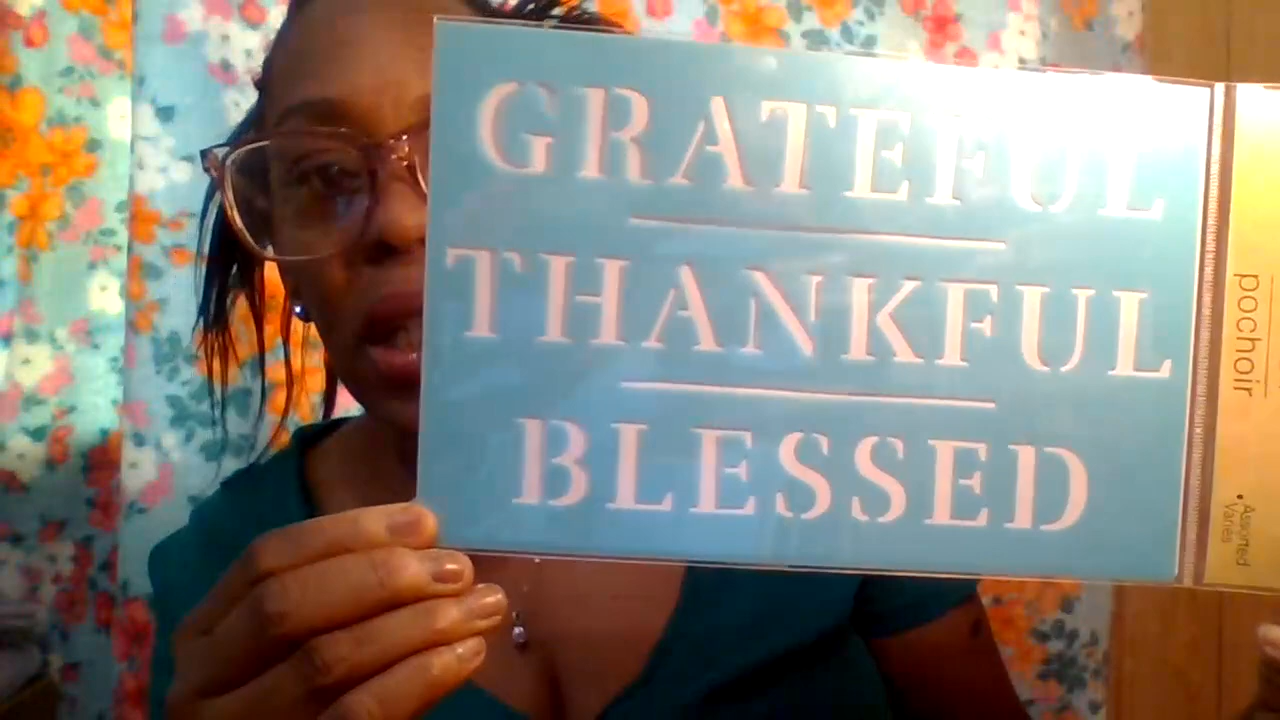 GRATEFUL
THANKFUL
BLESSED
pochoir
• Assorted
Varies